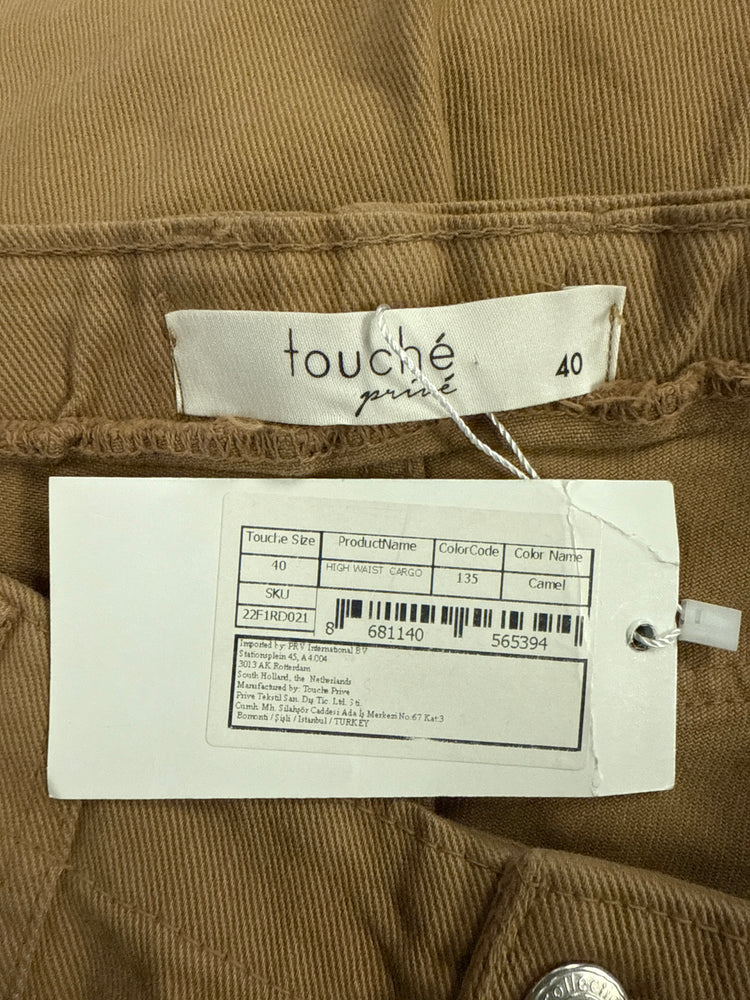 touché
privé
40
Touche Size ProductName ColorCode Color Name
40 HIGH WAIST CARGO 135 Camel
SKU
22F1RD021
8 681140 565394
Imported by: PRV International BV
Stationsplein 45, A4.004
3013 AK Rotterdam
South Holland, the Netherlands
Manufactured by: Touche Prive
Prive Tekstil San. Dış Tic. Ltd. Şti.
Cumh. Mh. Silahşör Caddesi Ada İş Merkezi No:67 Kat:3
Bomonti / Şişli / Istanbul / TURKEY